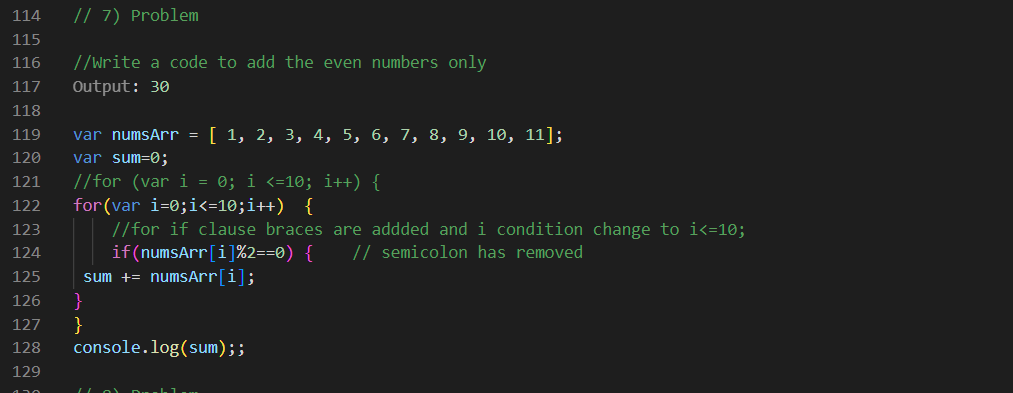 114 // 7) Problem
115
116 //Write a code to add the even numbers only
117 Output: 30
118
119 var numsArr = [ 1, 2, 3, 4, 5, 6, 7, 8, 9, 10, 11];
120 var sum=0;
121 //for (var i = 0; i <=10; i++) {
122 for(var i=0;i<=10;i++)  {
123     //for if clause braces are addded and i condition change to i<=10;
124     if(numsArr[i]%2==0) {    // semicolon has removed
125  sum += numsArr[i];
126 }
127 }
128 console.log(sum);;
129
130 // 8) Problem